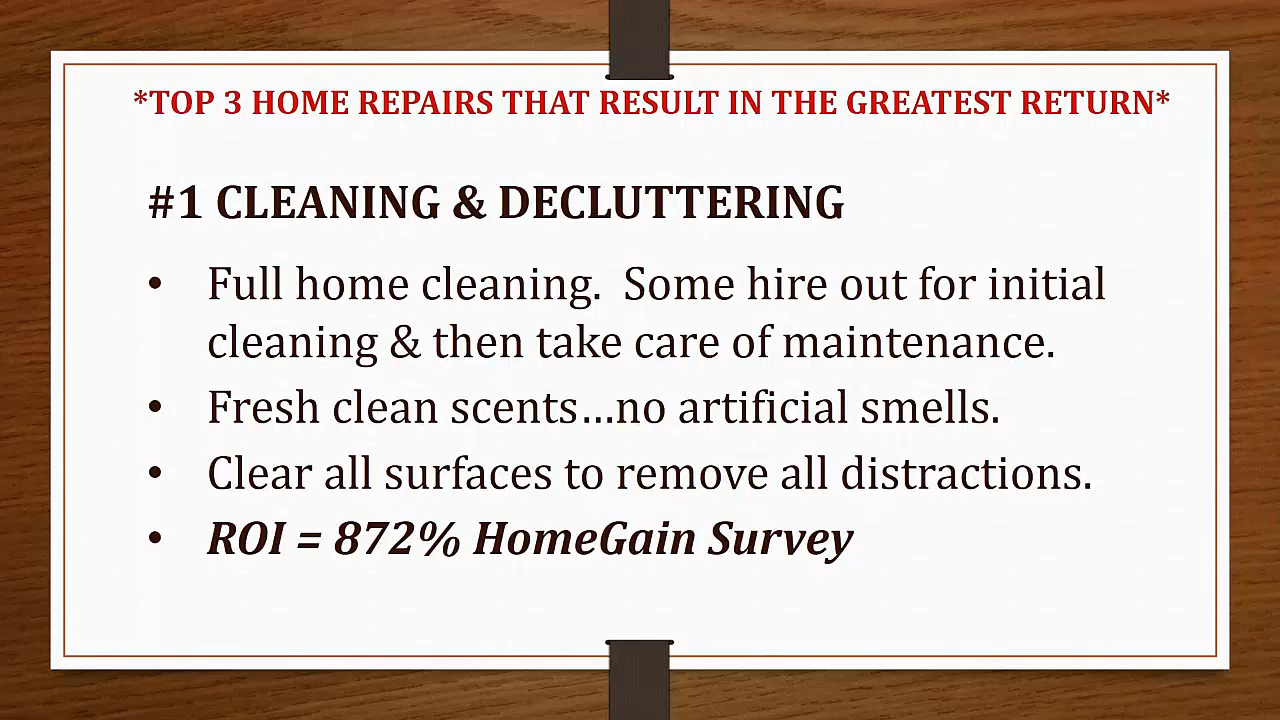 *TOP 3 HOME REPAIRS THAT RESULT IN THE GREATEST RETURN*
#1 CLEANING & DECLUTTERING
• Full home cleaning.  Some hire out for initial
cleaning & then take care of maintenance.
• Fresh clean scents…no artificial smells.
• Clear all surfaces to remove all distractions.
• ROI = 872% HomeGain Survey